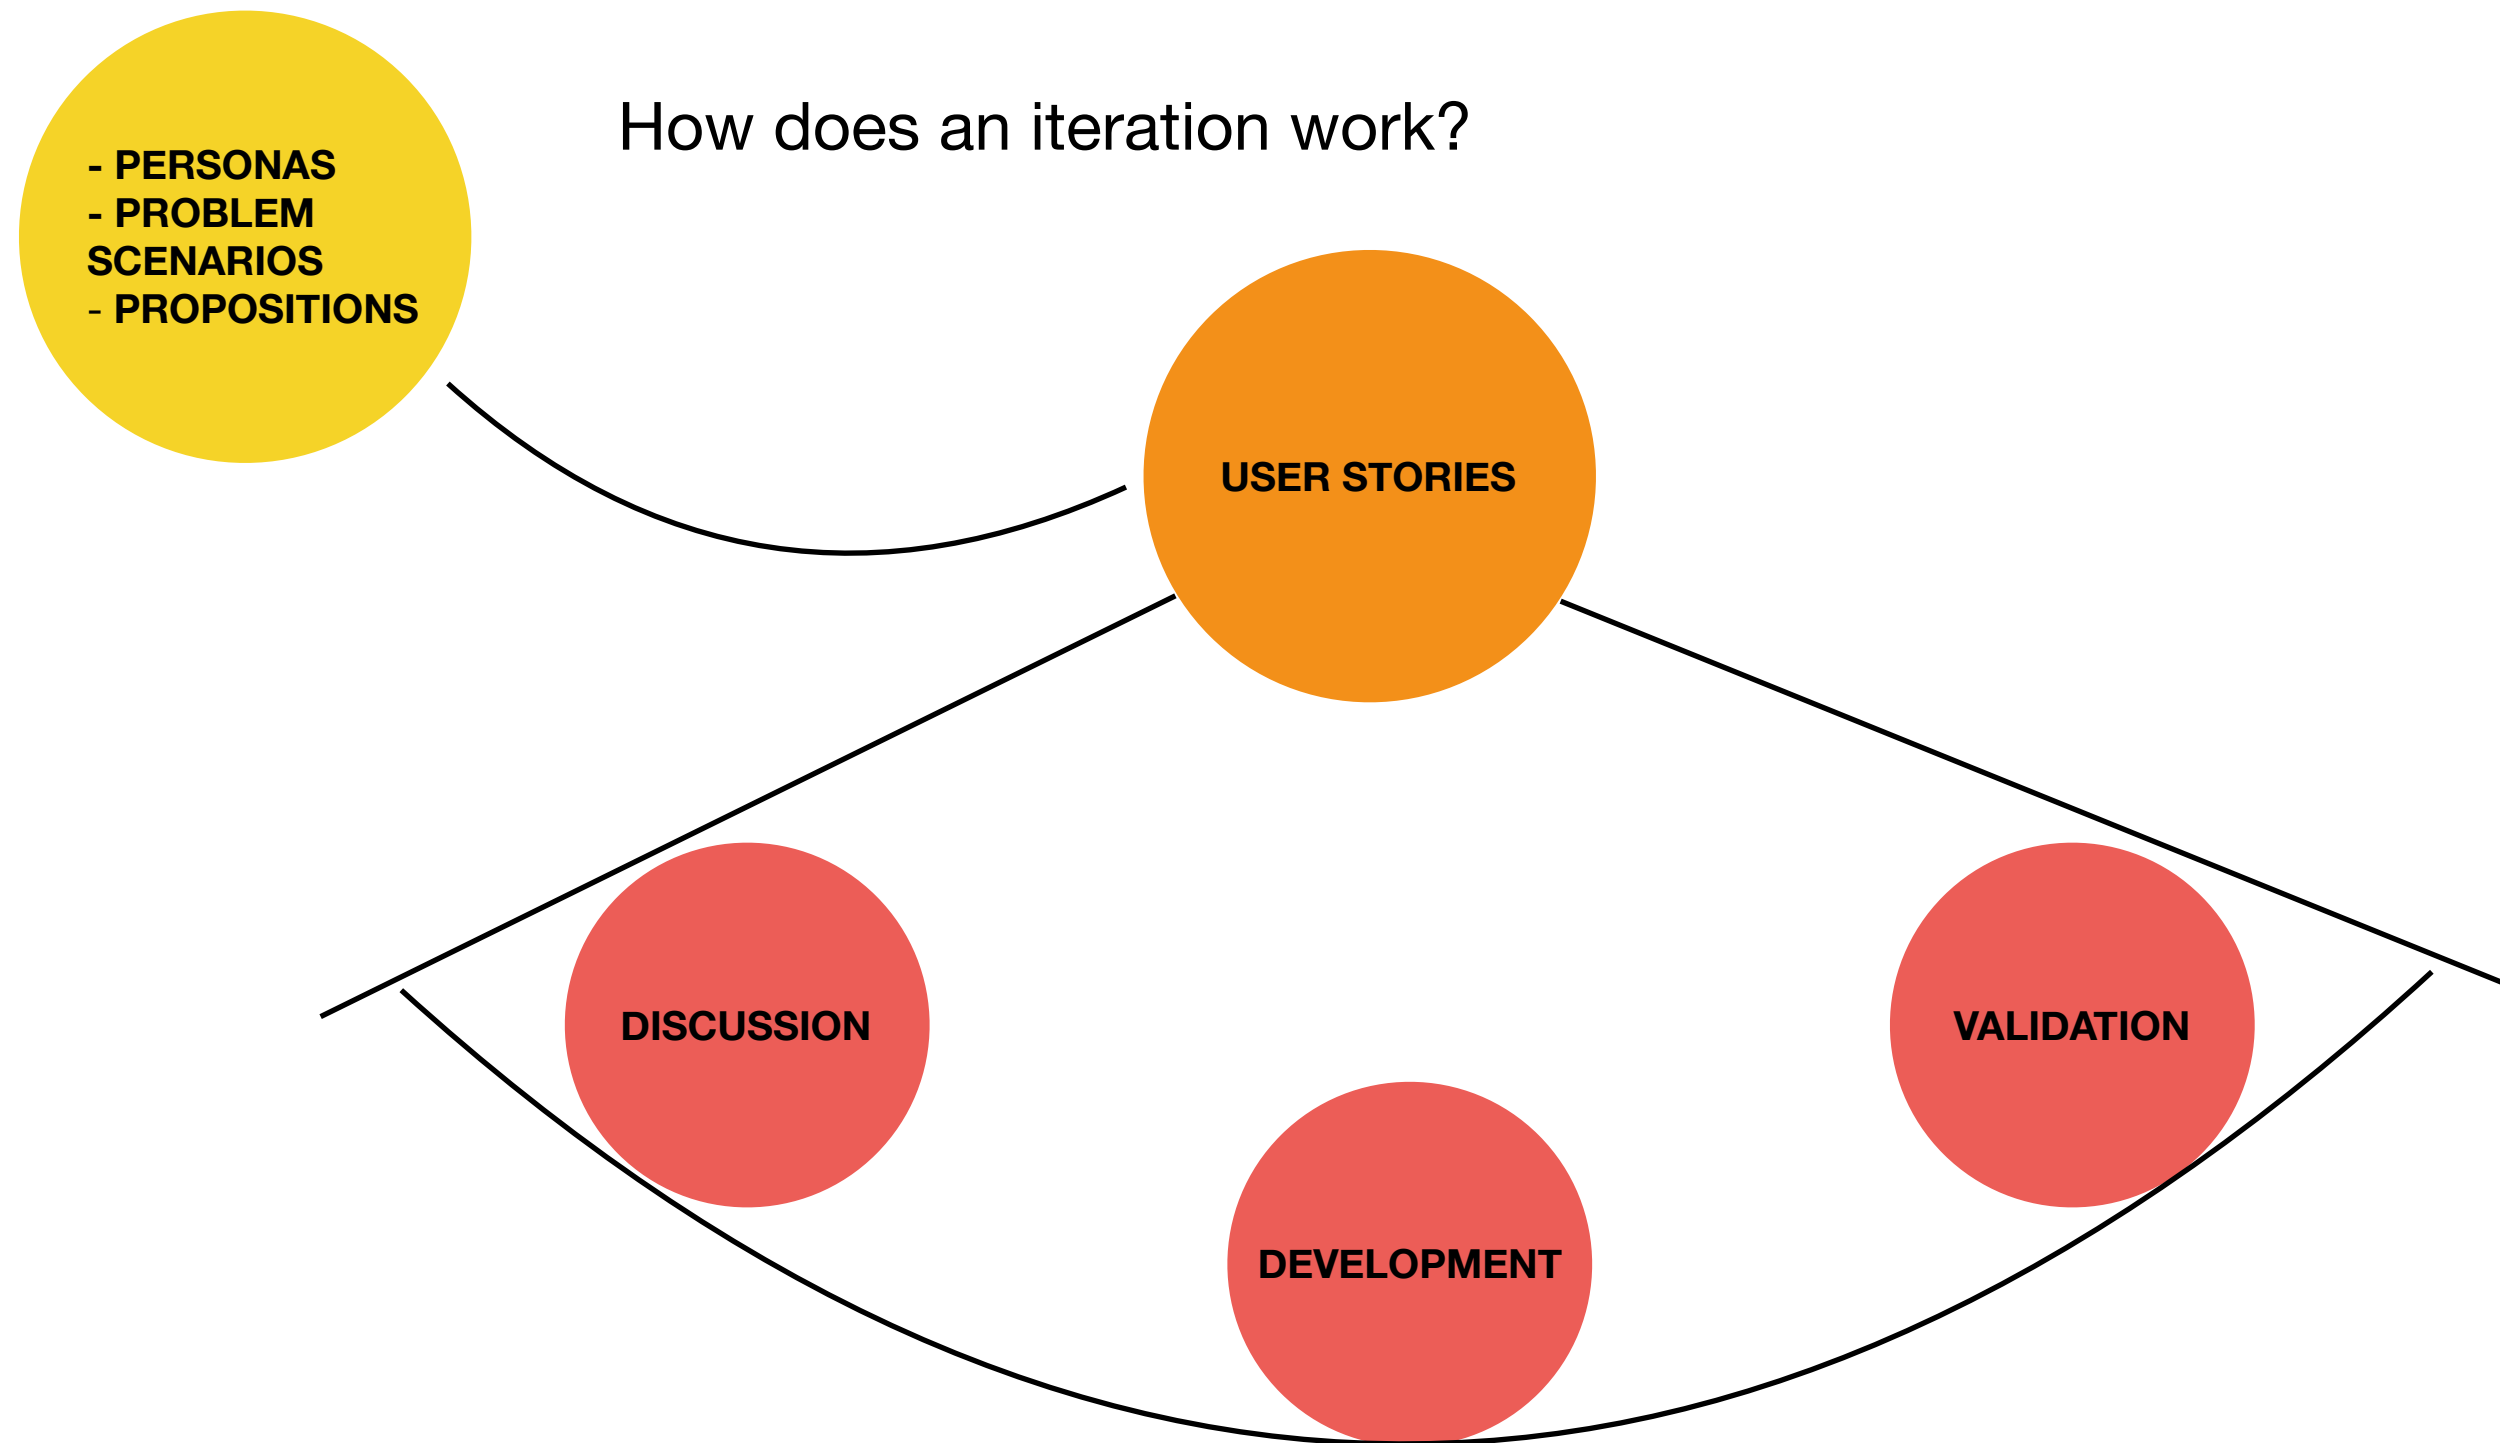 How does an iteration work?
- PERSONAS
- PROBLEM
SCENARIOS
- PROPOSITIONS
USER STORIES
DISCUSSION
VALIDATION
DEVELOPMENT